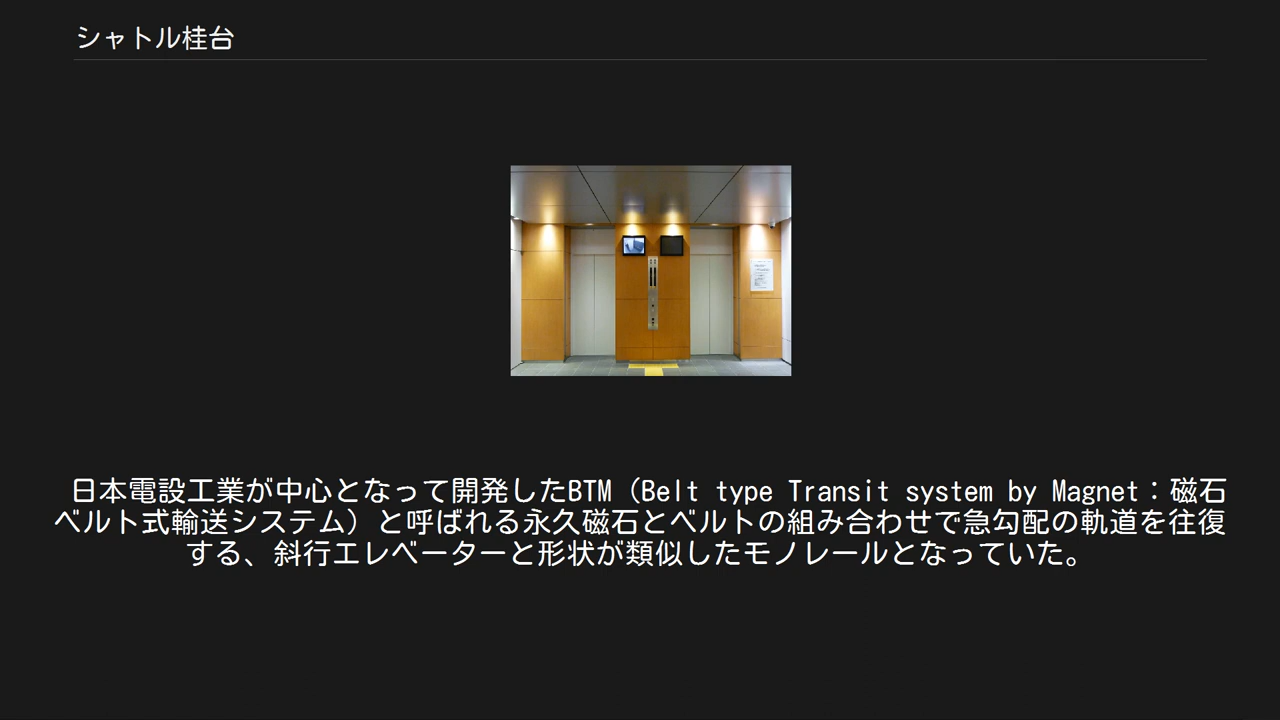 シャトル桂台
日本電設工業が中心となって開発したBTM（Belt type Transit system by Magnet：磁石
ベルト式輸送システム）と呼ばれる永久磁石とベルトの組み合わせで急勾配の軌道を往復
する、斜行エレベーターと形状が類似したモノレールとなっていた。